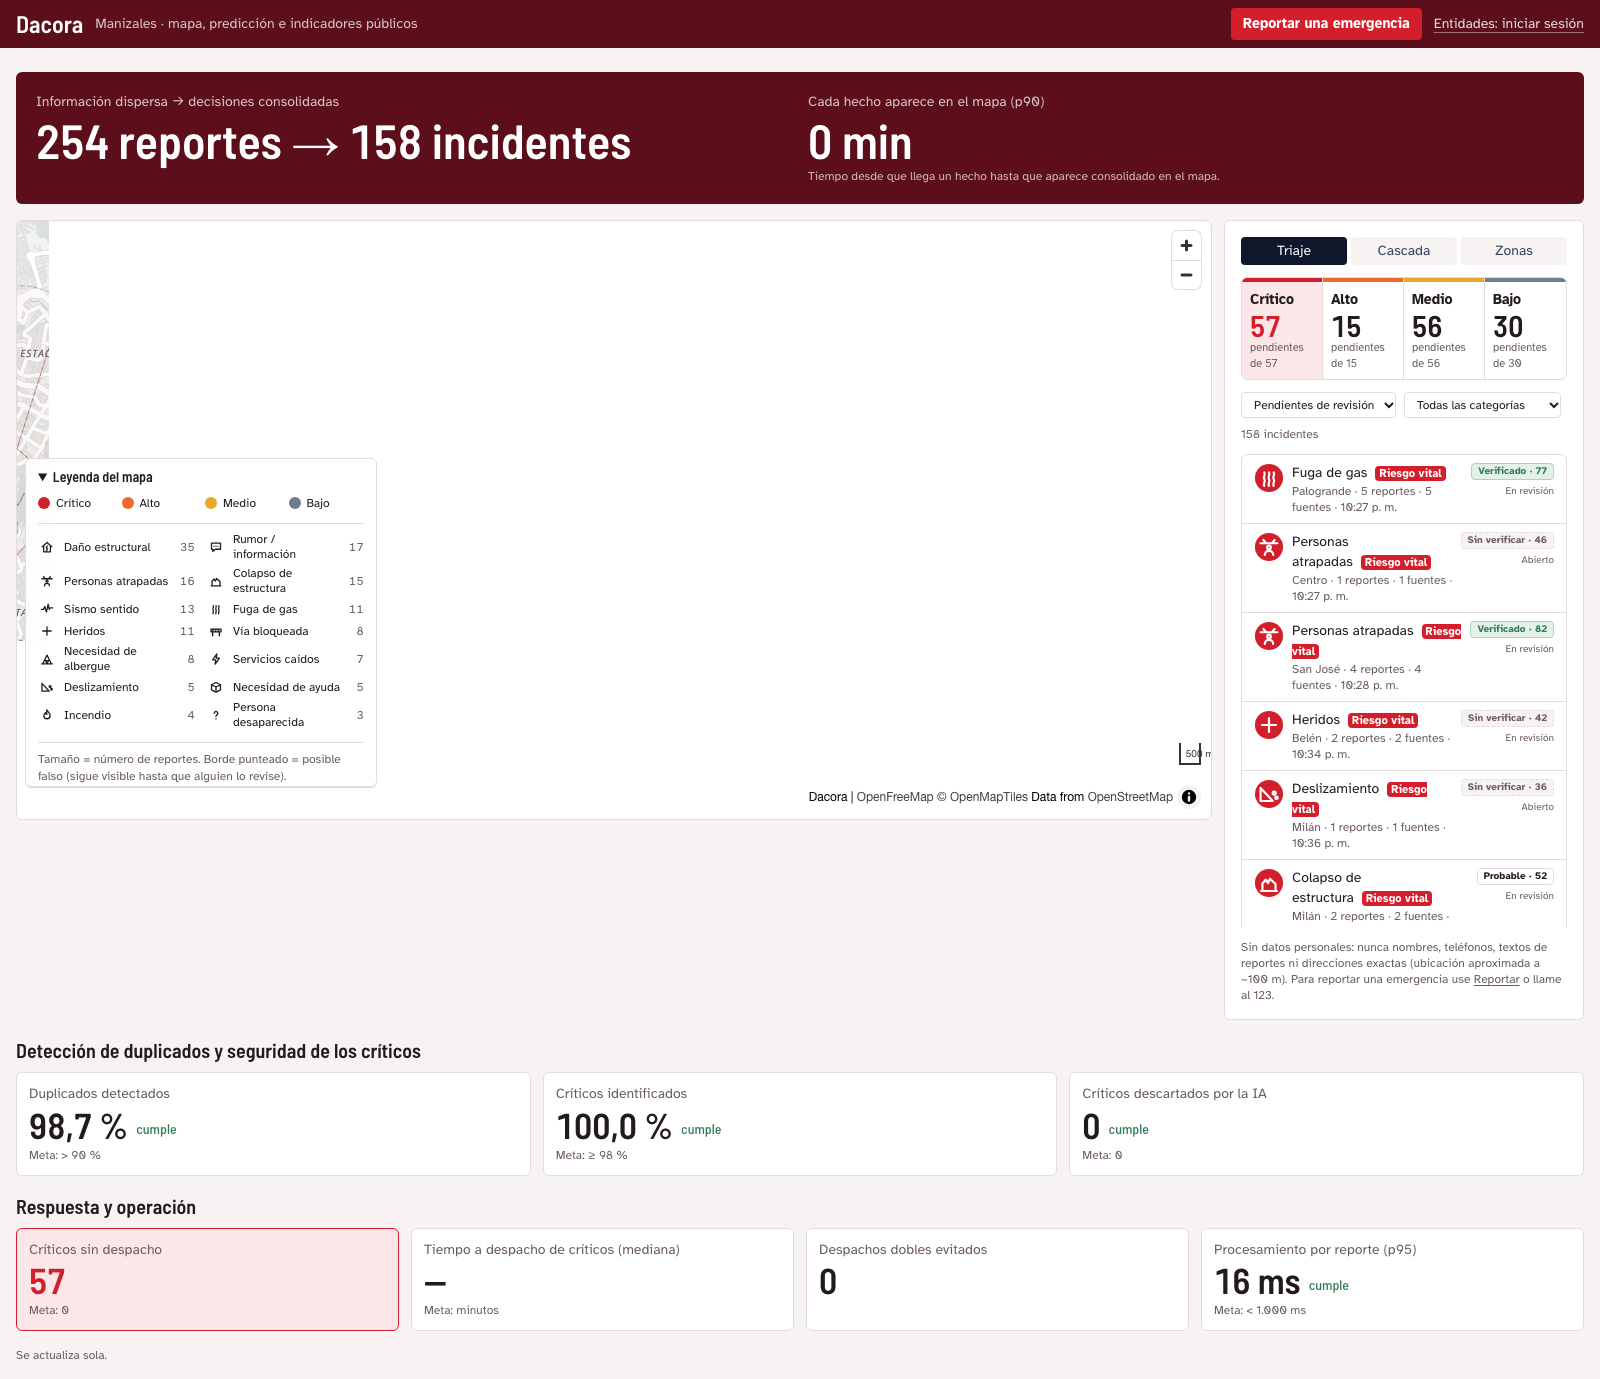 Dacora Manizales · mapa, predicción e indicadores públicos
Reportar una emergencia Entidades: iniciar sesión
Información dispersa → decisiones consolidadas
254 reportes → 158 incidentes
Cada hecho aparece en el mapa (p90)
0 min
Tiempo desde que llega un hecho hasta que aparece consolidado en el mapa.
ESTAC
TA
+
−
Leyenda del mapa
Crítico Alto Medio Bajo
Daño estructural 35
Rumor /
información 17
Personas atrapadas 16
Colapso de
estructura 15
Sismo sentido 13
Fuga de gas 11
Heridos 11
Vía bloqueada 8
Necesidad de
albergue 8
Servicios caídos 7
Deslizamiento 5
Necesidad de ayuda 5
Incendio 4
Persona
desaparecida 3
Tamaño = número de reportes. Borde punteado = posible
falso (sigue visible hasta que alguien lo revise).
500 m
Dacora | OpenFreeMap © OpenMapTiles Data from OpenStreetMap
Triaje Cascada Zonas
Crítico
57
pendientes
de 57
Alto
15
pendientes
de 15
Medio
56
pendientes
de 56
Bajo
30
pendientes
de 30
Pendientes de revisión Todas las categorías
158 incidentes
Fuga de gas Riesgo vital
Palogrande · 5 reportes · 5
fuentes · 10:27 p. m.
Verificado · 77
En revisión
Personas
atrapadas Riesgo vital
Centro · 1 reportes · 1 fuentes ·
10:27 p. m.
Sin verificar · 46
Abierto
Personas atrapadas Riesgo
vital
San José · 4 reportes · 4
fuentes · 10:28 p. m.
Verificado · 82
En revisión
Heridos Riesgo vital
Belén · 2 reportes · 2 fuentes ·
10:34 p. m.
Sin verificar · 42
En revisión
Deslizamiento Riesgo
vital
Milán · 1 reportes · 1 fuentes ·
10:36 p. m.
Sin verificar · 36
Abierto
Colapso de
estructura Riesgo vital
Milán · 2 reportes · 2 fuentes ·
Probable · 52
En revisión
Sin datos personales: nunca nombres, teléfonos, textos de
reportes ni direcciones exactas (ubicación aproximada a
~100 m). Para reportar una emergencia use Reportar o llame
al 123.
Detección de duplicados y seguridad de los críticos
Duplicados detectados
98,7 % cumple
Meta: > 90 %
Críticos identificados
100,0 % cumple
Meta: ≥ 98 %
Críticos descartados por la IA
0 cumple
Meta: 0
Respuesta y operación
Críticos sin despacho
57
Meta: 0
Tiempo a despacho de críticos (mediana)
—
Meta: minutos
Despachos dobles evitados
0
Procesamiento por reporte (p95)
16 ms cumple
Meta: < 1.000 ms
Se actualiza sola.